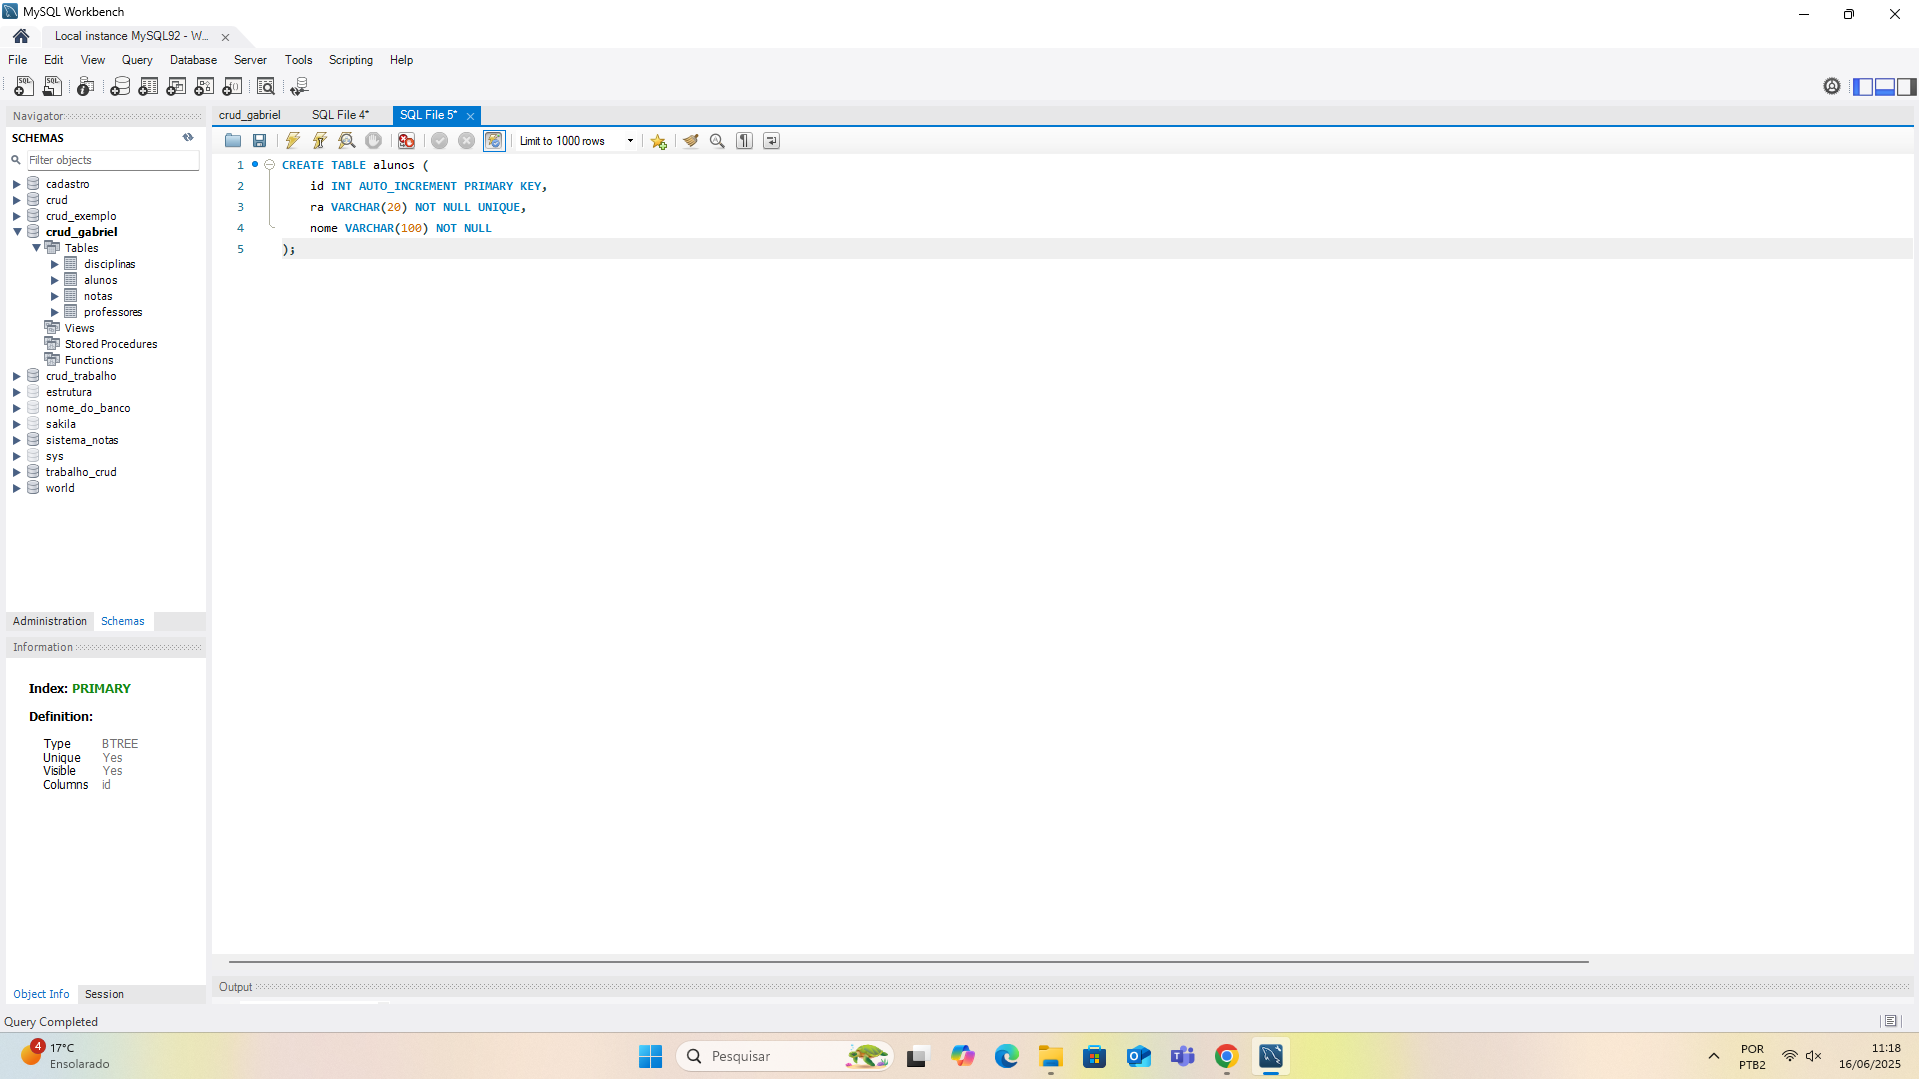 MySQL Workbench
Local instance MySQL92 - W...
File Edit View Query Database Server Tools Scripting Help
Navigator
SCHEMAS
Filter objects
cadastro
crud
crud_exemplo
crud_gabriel
Tables
disciplinas
alunos
notas
professores
Views
Stored Procedures
Functions
crud_trabalho
estrutura
nome_do_banco
sakila
sistema_notas
sys
trabalho_crud
world
Administration Schemas
Information
Index: PRIMARY
Definition:
Type BTREE
Unique Yes
Visible Yes
Columns id
Object Info Session
crud_gabriel SQL File 4* SQL File 5*
Limit to 1000 rows
1 CREATE TABLE alunos (
2 id INT AUTO_INCREMENT PRIMARY KEY,
3 ra VARCHAR(20) NOT NULL UNIQUE,
4 nome VARCHAR(100) NOT NULL
5 );
Output
Query Completed
4
17°C
Ensolarado
Pesquisar
POR
PTB2
11:18
16/06/2025